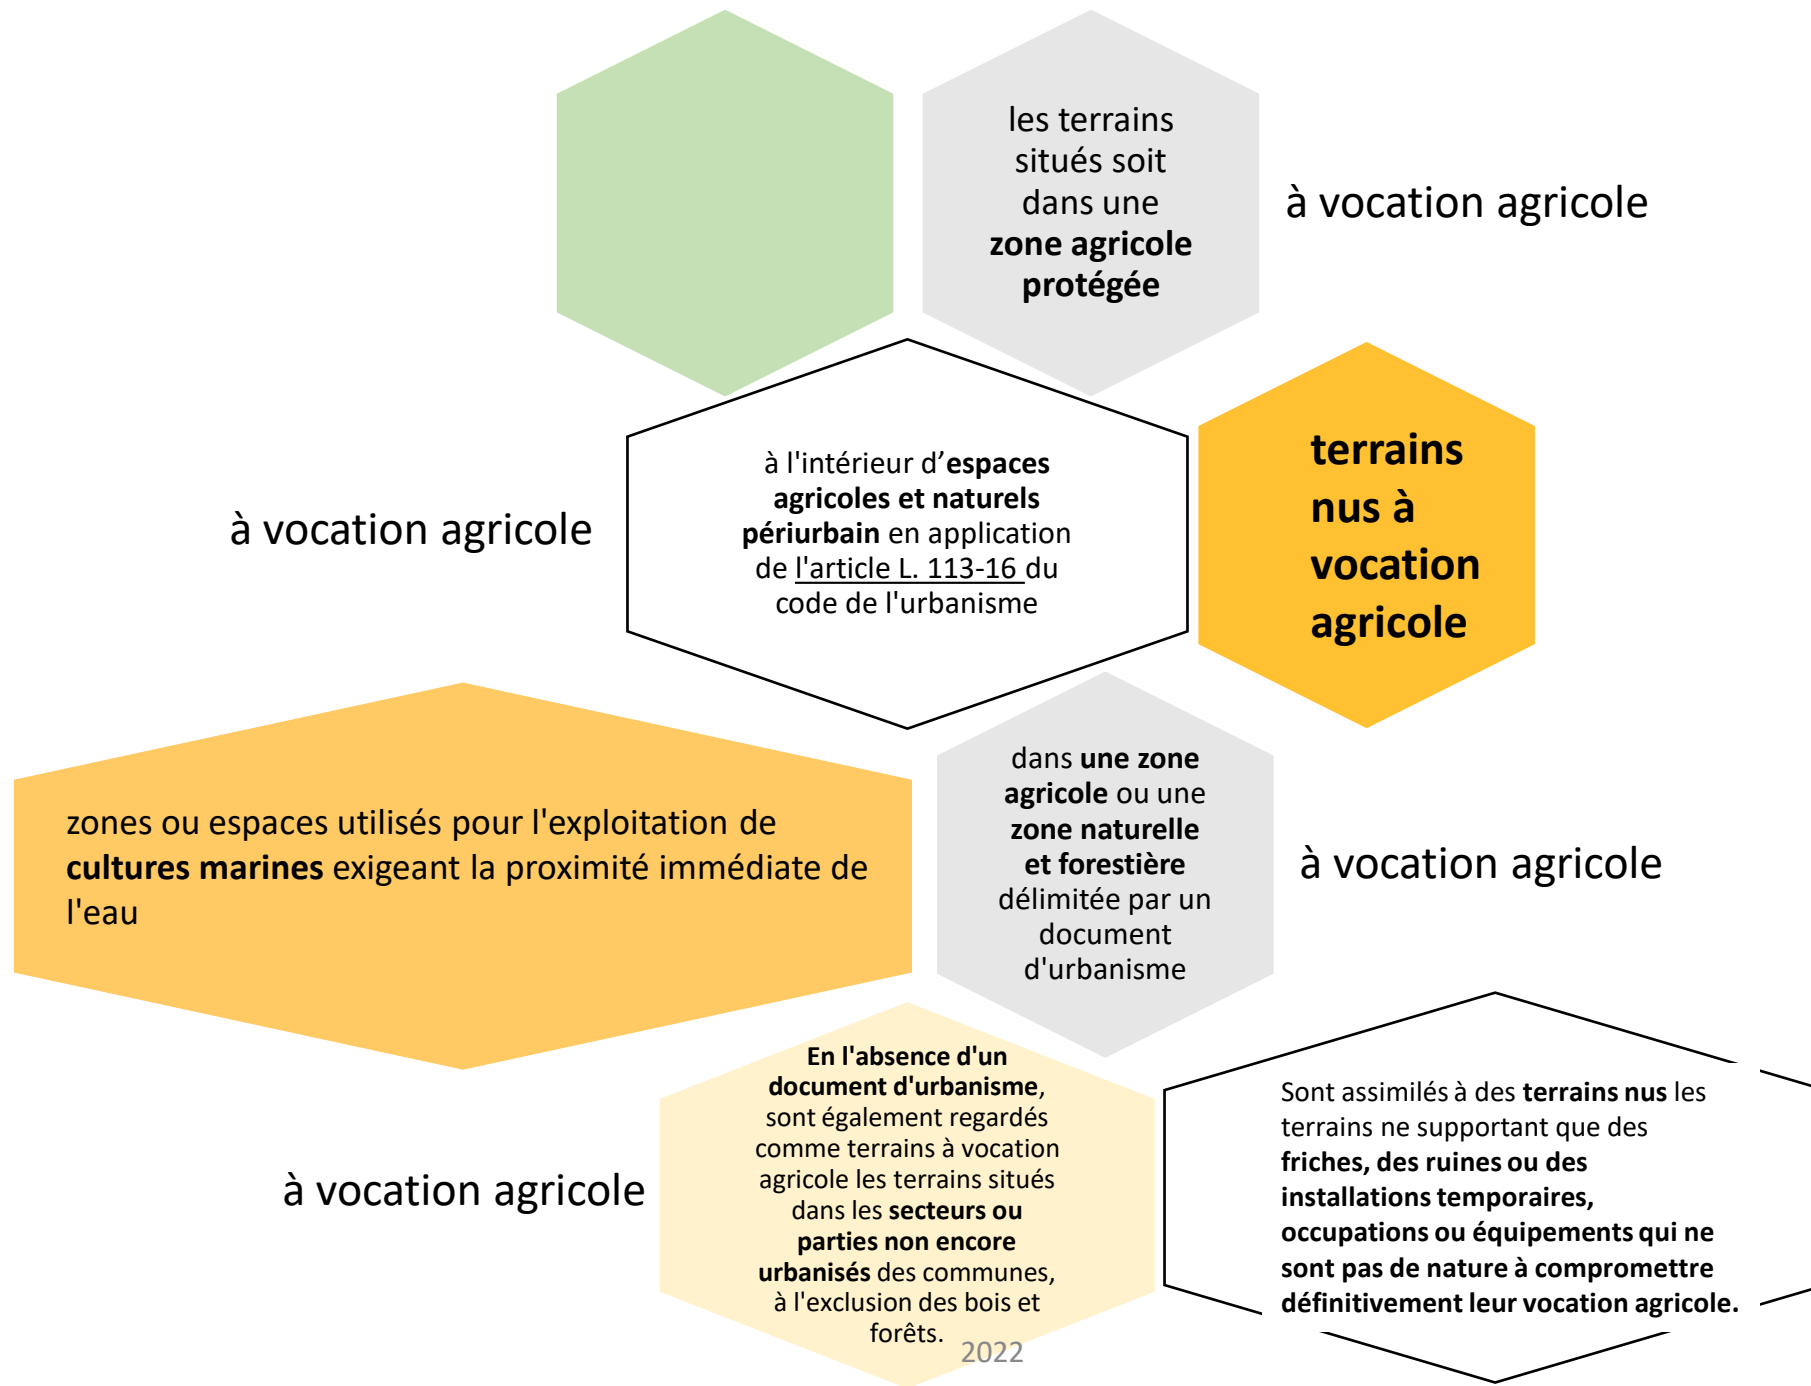 les terrains
situés soit
dans une
zone agricole
protégée
à vocation agricole
à l'intérieur d’espaces
agricoles et naturels
périurbain en application
de l'article L. 113-16 du
code de l'urbanisme
à vocation agricole
terrains
nus à
vocation
agricole
zones ou espaces utilisés pour l'exploitation de
cultures marines exigeant la proximité immédiate de
l'eau
dans une zone
agricole ou une
zone naturelle
et forestière
délimitée par un
document
d'urbanisme
à vocation agricole
à vocation agricole
En l'absence d'un
document d'urbanisme,
sont également regardés
comme terrains à vocation
agricole les terrains situés
dans les secteurs ou
parties non encore
urbanisés des communes,
à l'exclusion des bois et
forêts.
Sont assimilés à des terrains nus les
terrains ne supportant que des
friches, des ruines ou des
installations temporaires,
occupations ou équipements qui ne
sont pas de nature à compromettre
définitivement leur vocation agricole.
2022